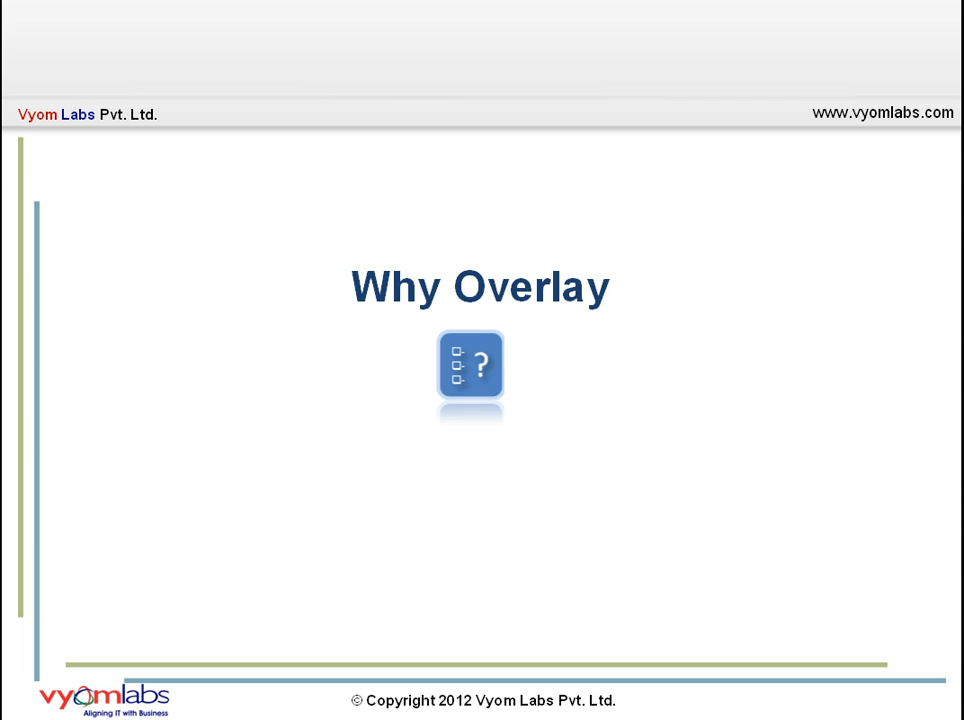 Vyom Labs Pvt. Ltd.
www.vyomlabs.com
Why Overlay
?
vyomlabs
Aligning IT with Business
© Copyright 2012 Vyom Labs Pvt. Ltd.